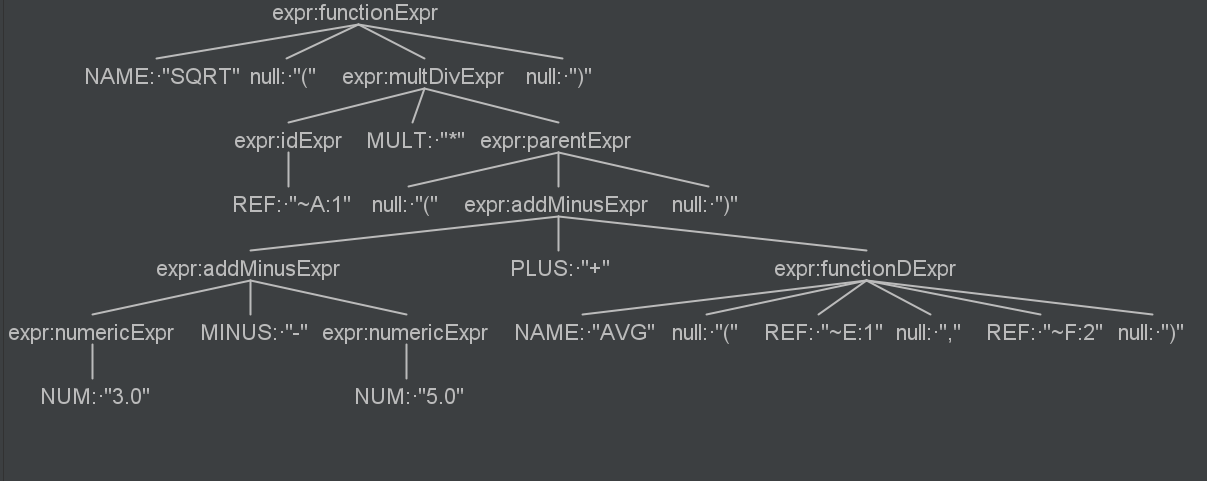 expr:functionExpr
NAME:·"SQRT" null:·"(" expr:multDivExpr null:·")"
expr:idExpr MULT:·"*" expr:parentExpr
REF:·"~A:1" null:·"(" expr:addMinusExpr null:·")"
expr:addMinusExpr PLUS:·"+" expr:functionDExpr
expr:numericExpr MINUS:·"-" expr:numericExpr NAME:·"AVG" null:·"(" REF:·"~E:1" null:·"," REF:·"~F:2" null:·")"
NUM:·"3.0" NUM:·"5.0"